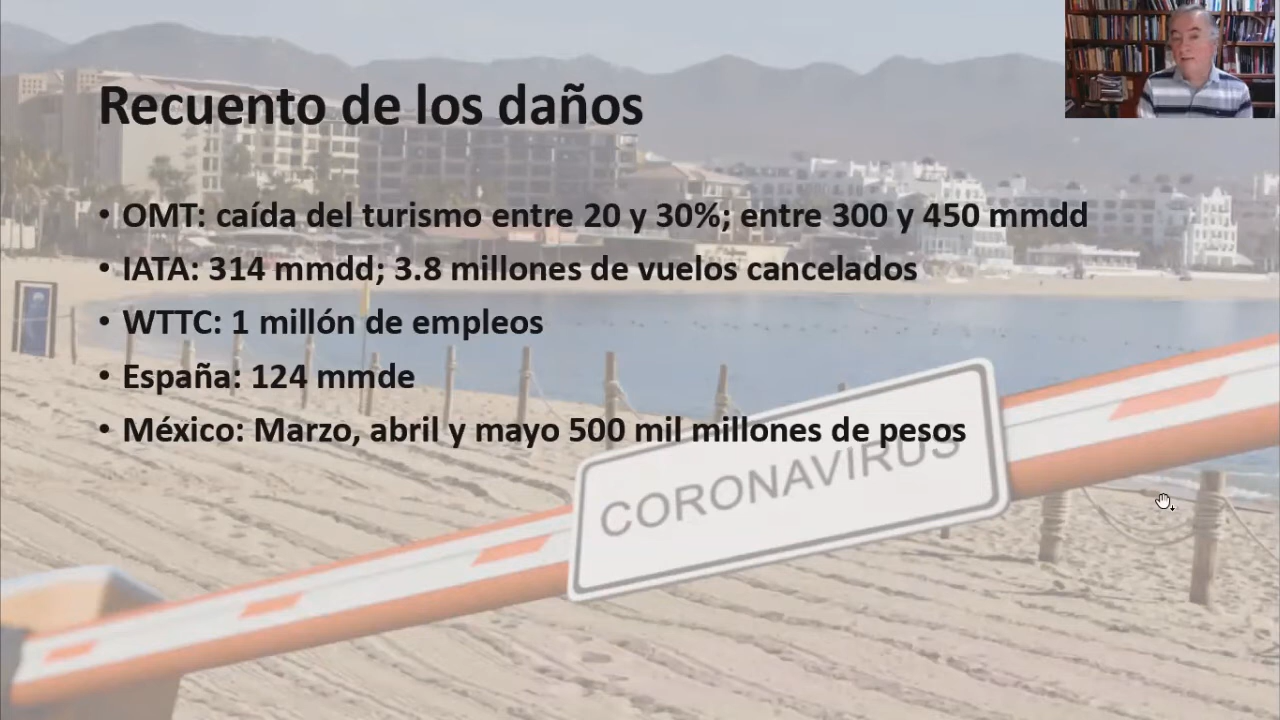 Recuento de los daños
• OMT: caída del turismo entre 20 y 30%; entre 300 y 450 mmdd
• IATA: 314 mmdd; 3.8 millones de vuelos cancelados
• WTTC: 1 millón de empleos
• España: 124 mmde
• México: Marzo, abril y mayo 500 mil millones de pesos
CORONAVIRUS